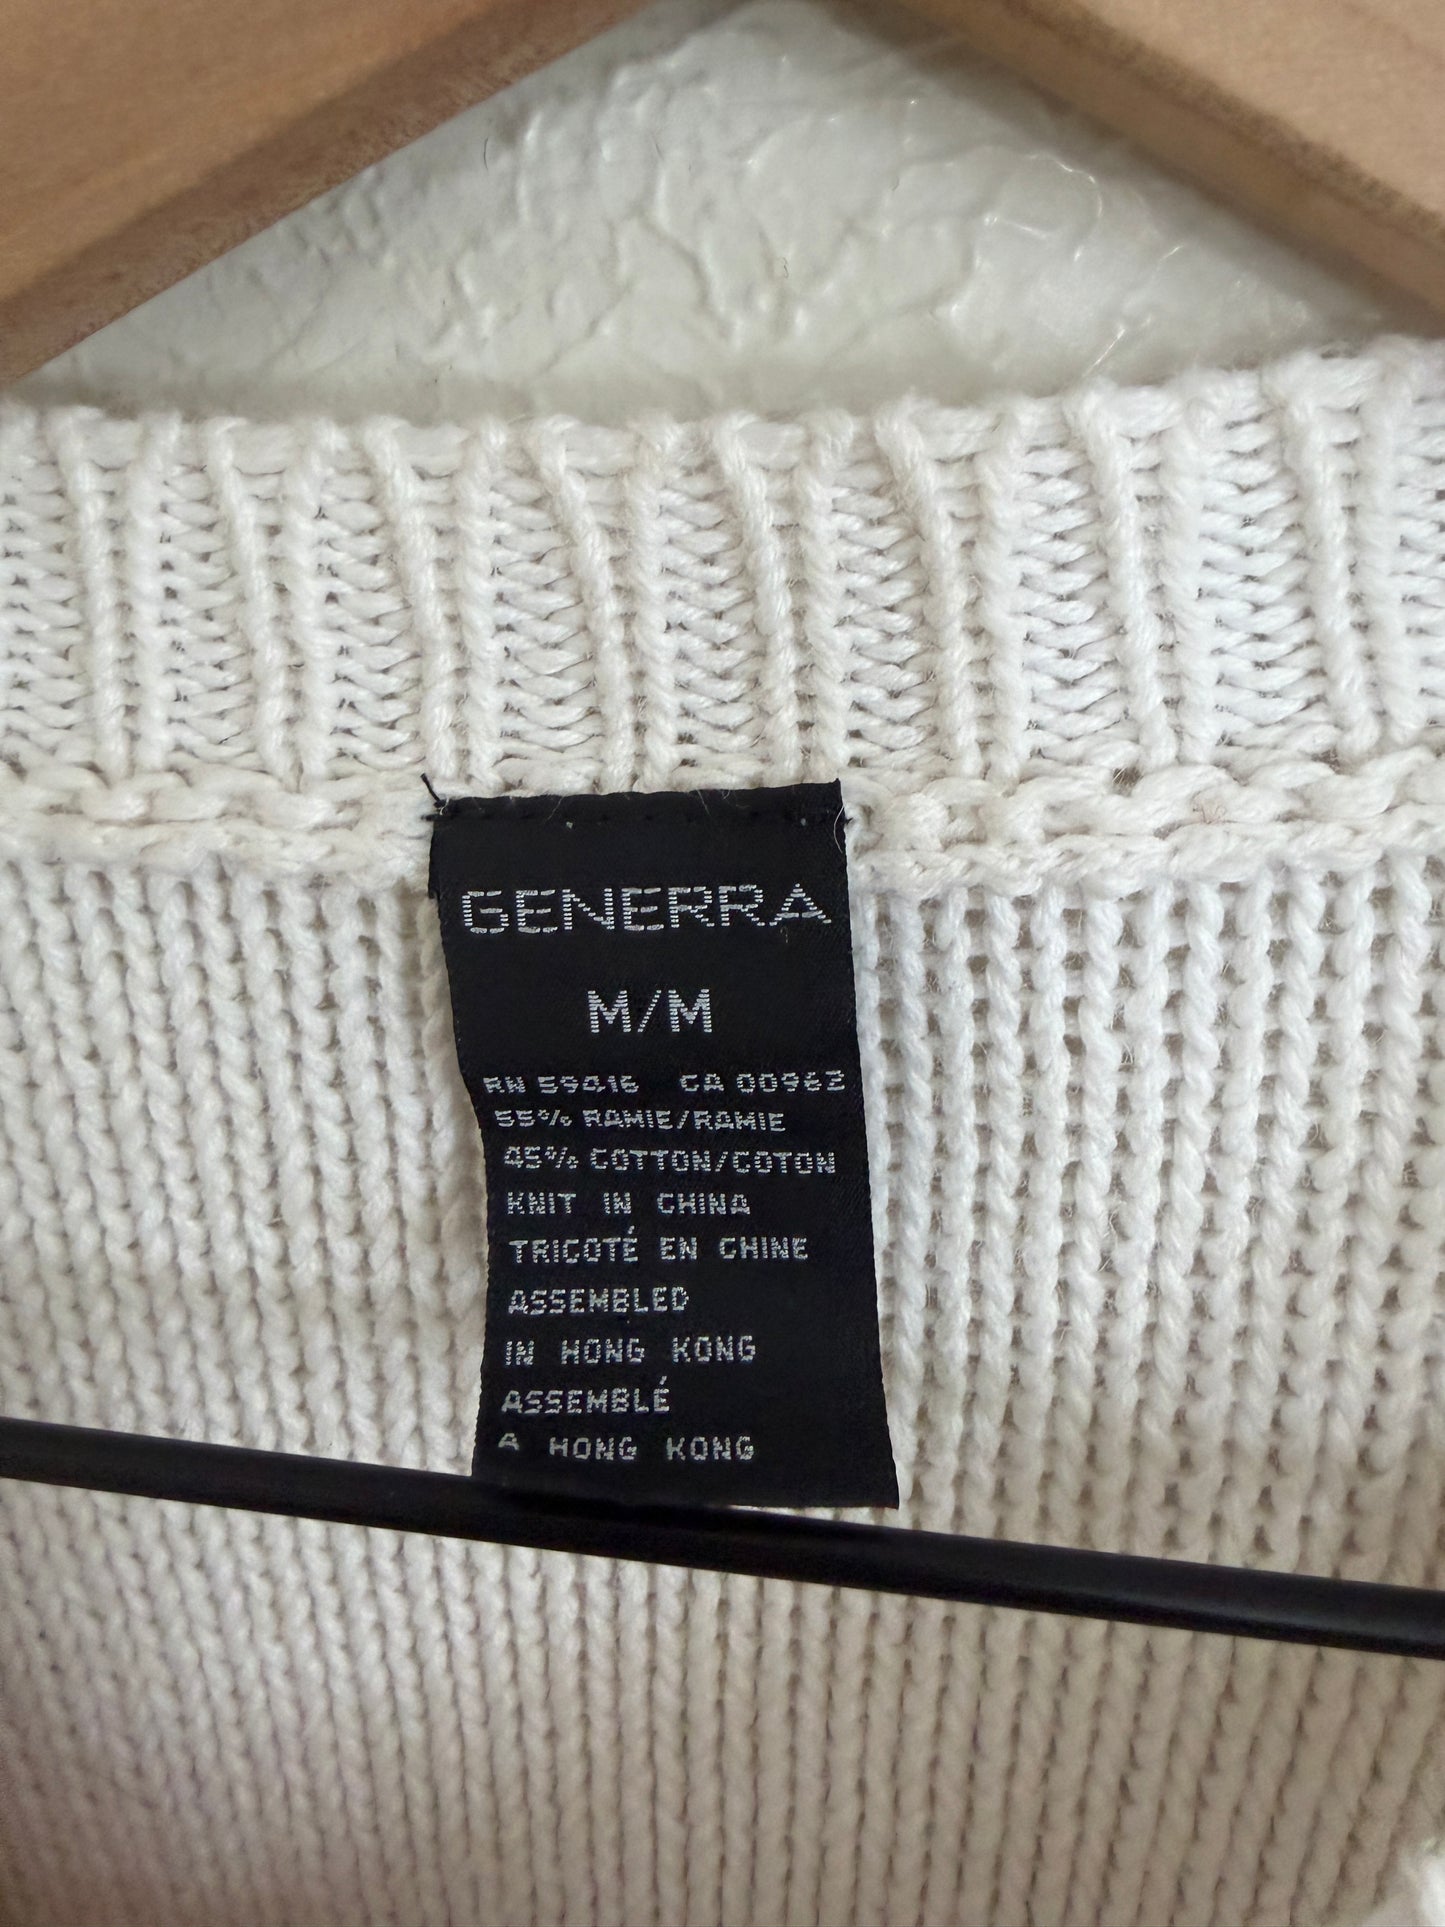 GENERRA
M/M
RN 59416 CA 00962
55% RAMIE/RAMIE
45% COTTON/COTON
KNIT IN CHINA
TRICOTÉ EN CHINE
ASSEMBLED
IN HONG KONG
ASSEMBLÉ
A HONG KONG